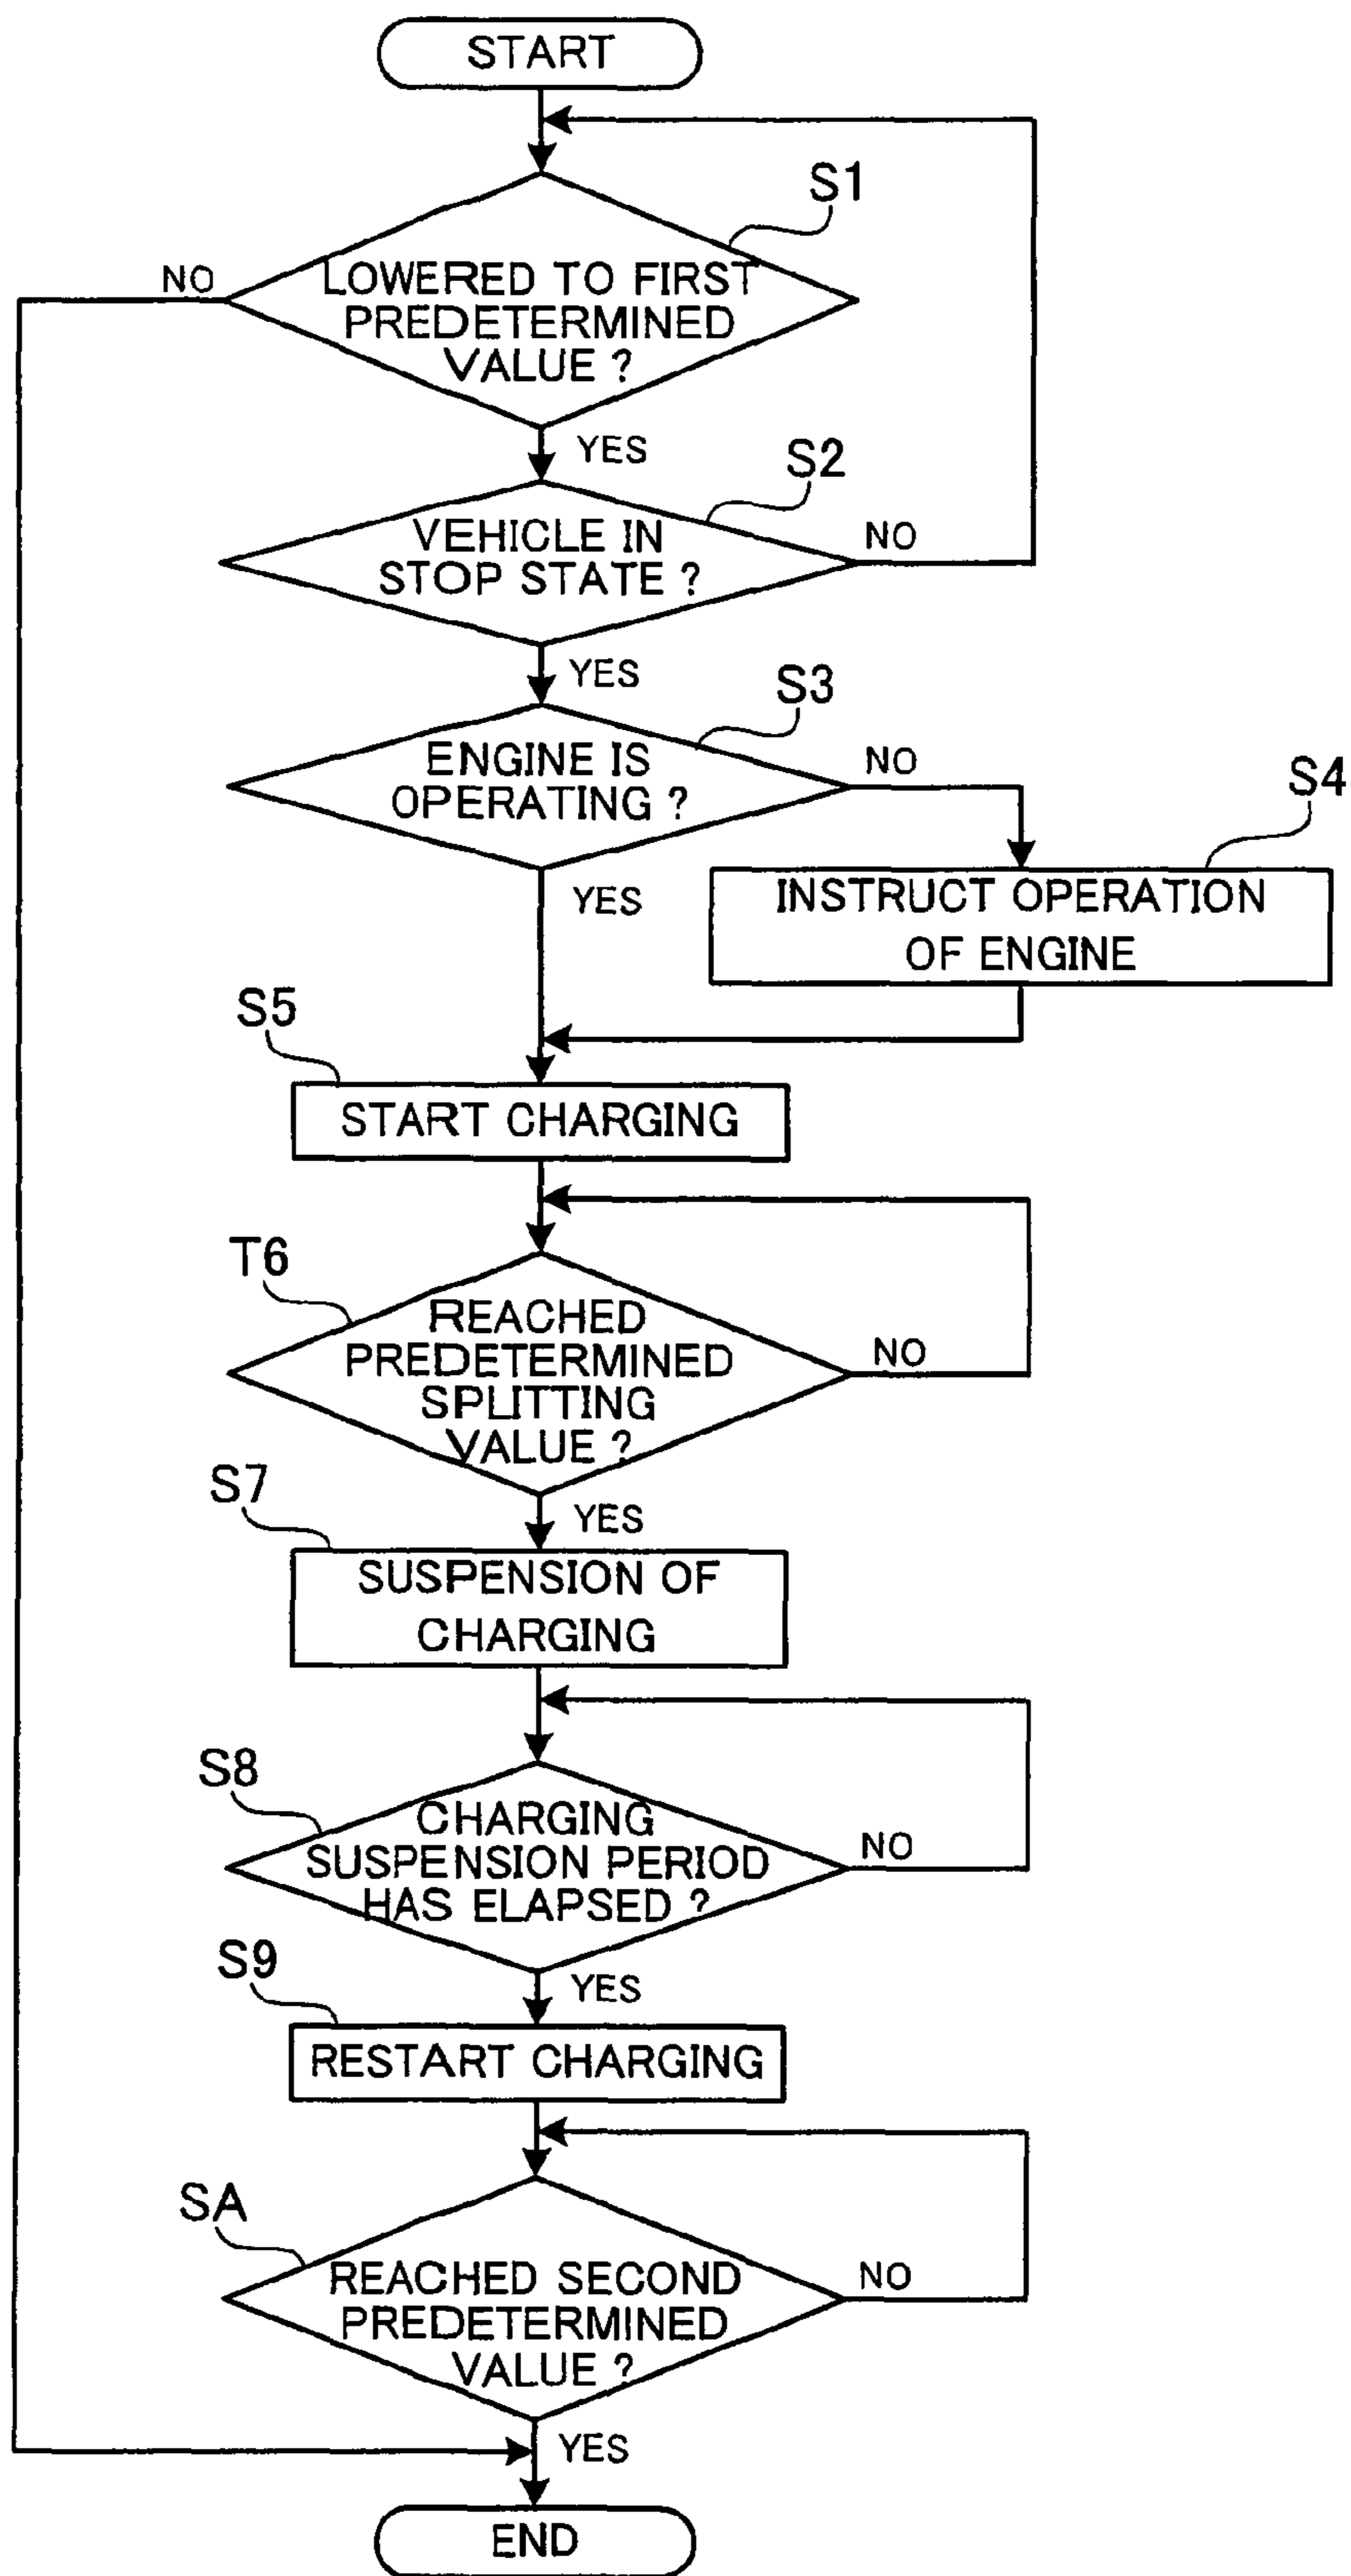 START
S1
NO
LOWERED TO FIRST
PREDETERMINED
VALUE ?
YES
S2
VEHICLE IN
STOP STATE ?
NO
YES
S3
ENGINE IS
OPERATING ?
NO
S4
YES
INSTRUCT OPERATION
OF ENGINE
S5
START CHARGING
T6
REACHED
PREDETERMINED
SPLITTING
VALUE ?
NO
S7
YES
SUSPENSION OF
CHARGING
S8
CHARGING
SUSPENSION PERIOD
HAS ELAPSED ?
NO
S9
YES
RESTART CHARGING
SA
REACHED SECOND
PREDETERMINED
VALUE ?
NO
YES
END